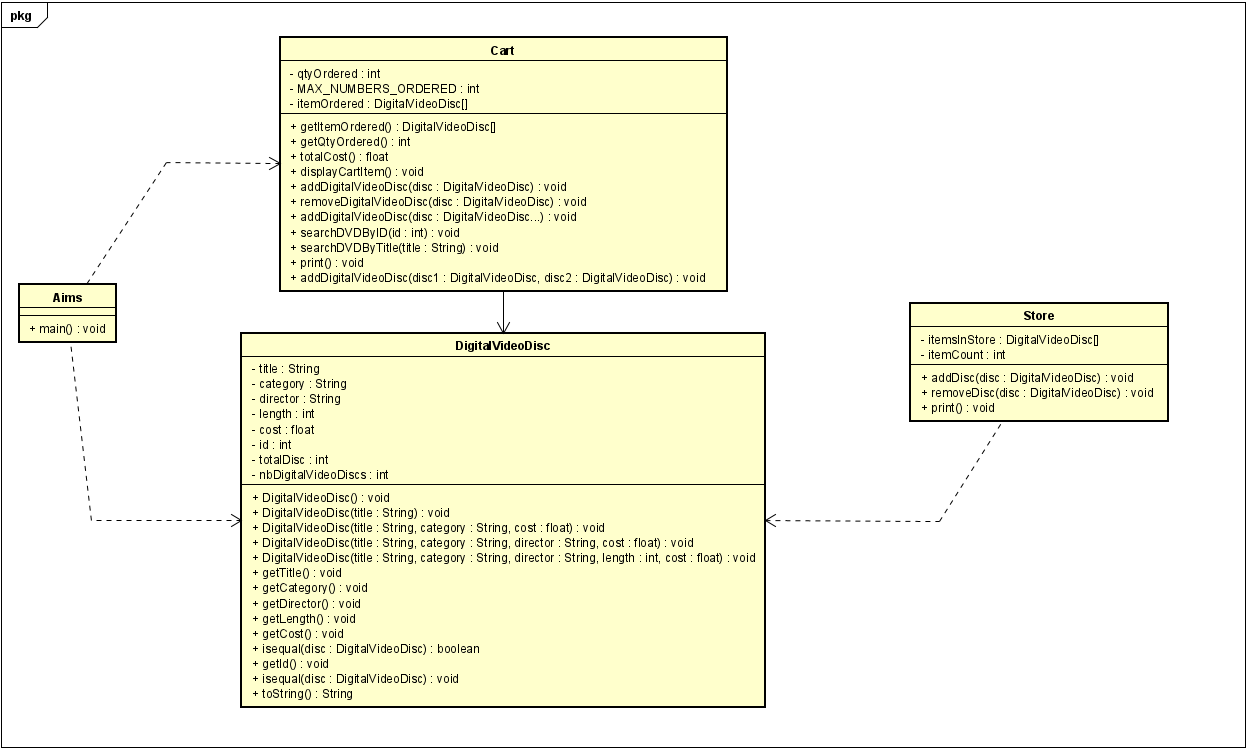 pkg
Cart
- qtyOrdered : int
- MAX_NUMBERS_ORDERED : int
- itemOrdered : DigitalVideoDisc[]
+ getItemOrdered() : DigitalVideoDisc[]
+ getQtyOrdered() : int
+ totalCost() : float
+ displayCartItem() : void
+ addDigitalVideoDisc(disc : DigitalVideoDisc) : void
+ removeDigitalVideoDisc(disc : DigitalVideoDisc) : void
+ addDigitalVideoDisc(disc : DigitalVideoDisc...) : void
+ searchDVDByID(id : int) : void
+ searchDVDByTitle(title : String) : void
+ print() : void
+ addDigitalVideoDisc(disc1 : DigitalVideoDisc, disc2 : DigitalVideoDisc) : void
Aims
+ main() : void
DigitalVideoDisc
- title : String
- category : String
- director : String
- length : int
- cost : float
- id : int
- totalDisc : int
- nbDigitalVideoDiscs : int
+ DigitalVideoDisc() : void
+ DigitalVideoDisc(title : String) : void
+ DigitalVideoDisc(title : String, category : String, cost : float) : void
+ DigitalVideoDisc(title : String, category : String, director : String, cost : float) : void
+ DigitalVideoDisc(title : String, category : String, director : String, length : int, cost : float) : void
+ getTitle() : void
+ getCategory() : void
+ getDirector() : void
+ getLength() : void
+ getCost() : void
+ isequal(disc : DigitalVideoDisc) : boolean
+ getId() : void
+ isequal(disc : DigitalVideoDisc) : void
+ toString() : String
Store
- itemsInStore : DigitalVideoDisc[]
- itemCount : int
+ addDisc(disc : DigitalVideoDisc) : void
+ removeDisc(disc : DigitalVideoDisc) : void
+ print() : void